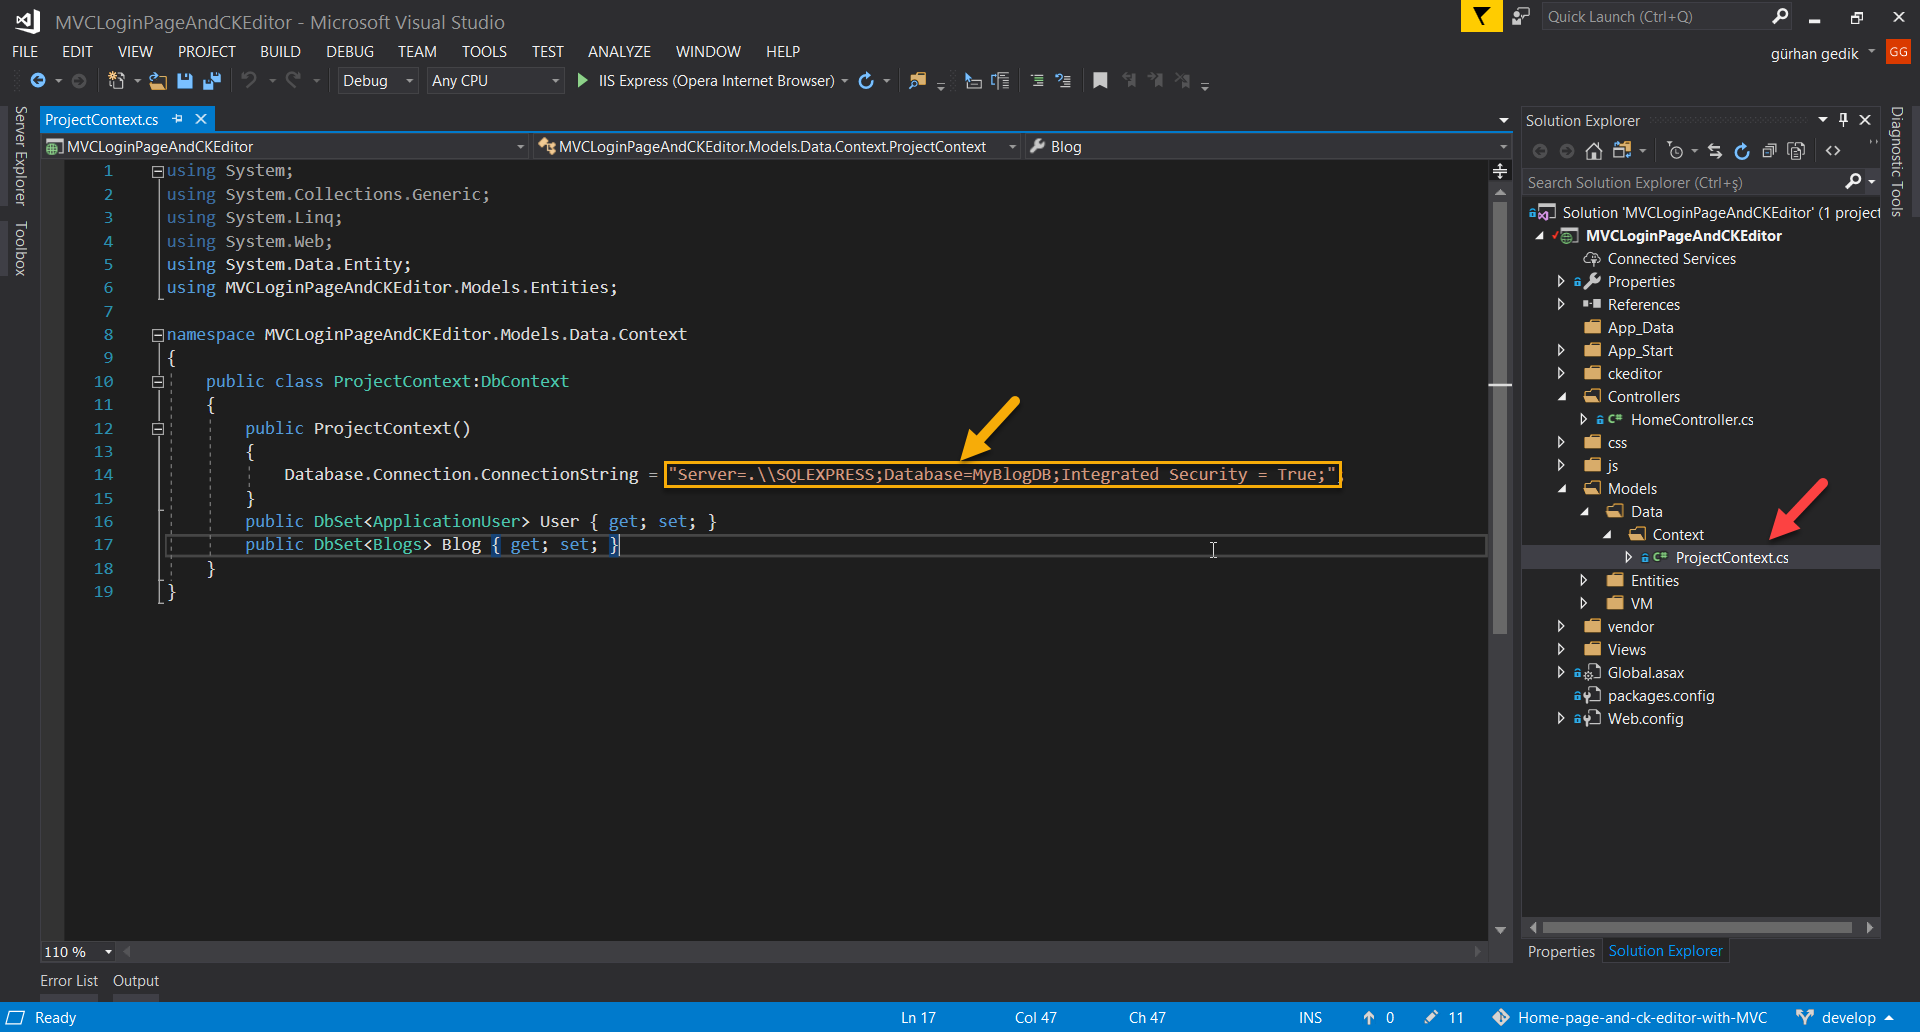 MVCLoginPageAndCKEditor - Microsoft Visual Studio
Quick Launch (Ctrl+Q)
FILE EDIT VIEW PROJECT BUILD DEBUG TEAM TOOLS TEST ANALYZE WINDOW HELP
gürhan gedik GG
Debug Any CPU IIS Express (Opera Internet Browser)
Server Explorer
Toolbox
ProjectContext.cs
MVCLoginPageAndCKEditor MVCLoginPageAndCKEditor.Models.Data.Context.ProjectContext Blog
1 using System;
2 using System.Collections.Generic;
3 using System.Linq;
4 using System.Web;
5 using System.Data.Entity;
6 using MVCLoginPageAndCKEditor.Models.Entities;
7
8 namespace MVCLoginPageAndCKEditor.Models.Data.Context
9 {
10 public class ProjectContext:DbContext
11 {
12 public ProjectContext()
13 {
14 Database.Connection.ConnectionString = "Server=.\\SQLEXPRESS;Database=MyBlogDB;Integrated Security = True;";
15 }
16 public DbSet<ApplicationUser> User { get; set; }
17 public DbSet<Blogs> Blog { get; set; }
18 }
19 }
110 %
Error List Output
Solution Explorer
Search Solution Explorer (Ctrl+ş)
Solution 'MVCLoginPageAndCKEditor' (1 project
MVCLoginPageAndCKEditor
Connected Services
Properties
References
App_Data
App_Start
ckeditor
Controllers
C# HomeController.cs
css
js
Models
Data
Context
C# ProjectContext.cs
Entities
VM
vendor
Views
Global.asax
packages.config
Web.config
Properties Solution Explorer
Diagnostic Tools
Ready Ln 17 Col 47 Ch 47 INS 0 11 Home-page-and-ck-editor-with-MVC develop